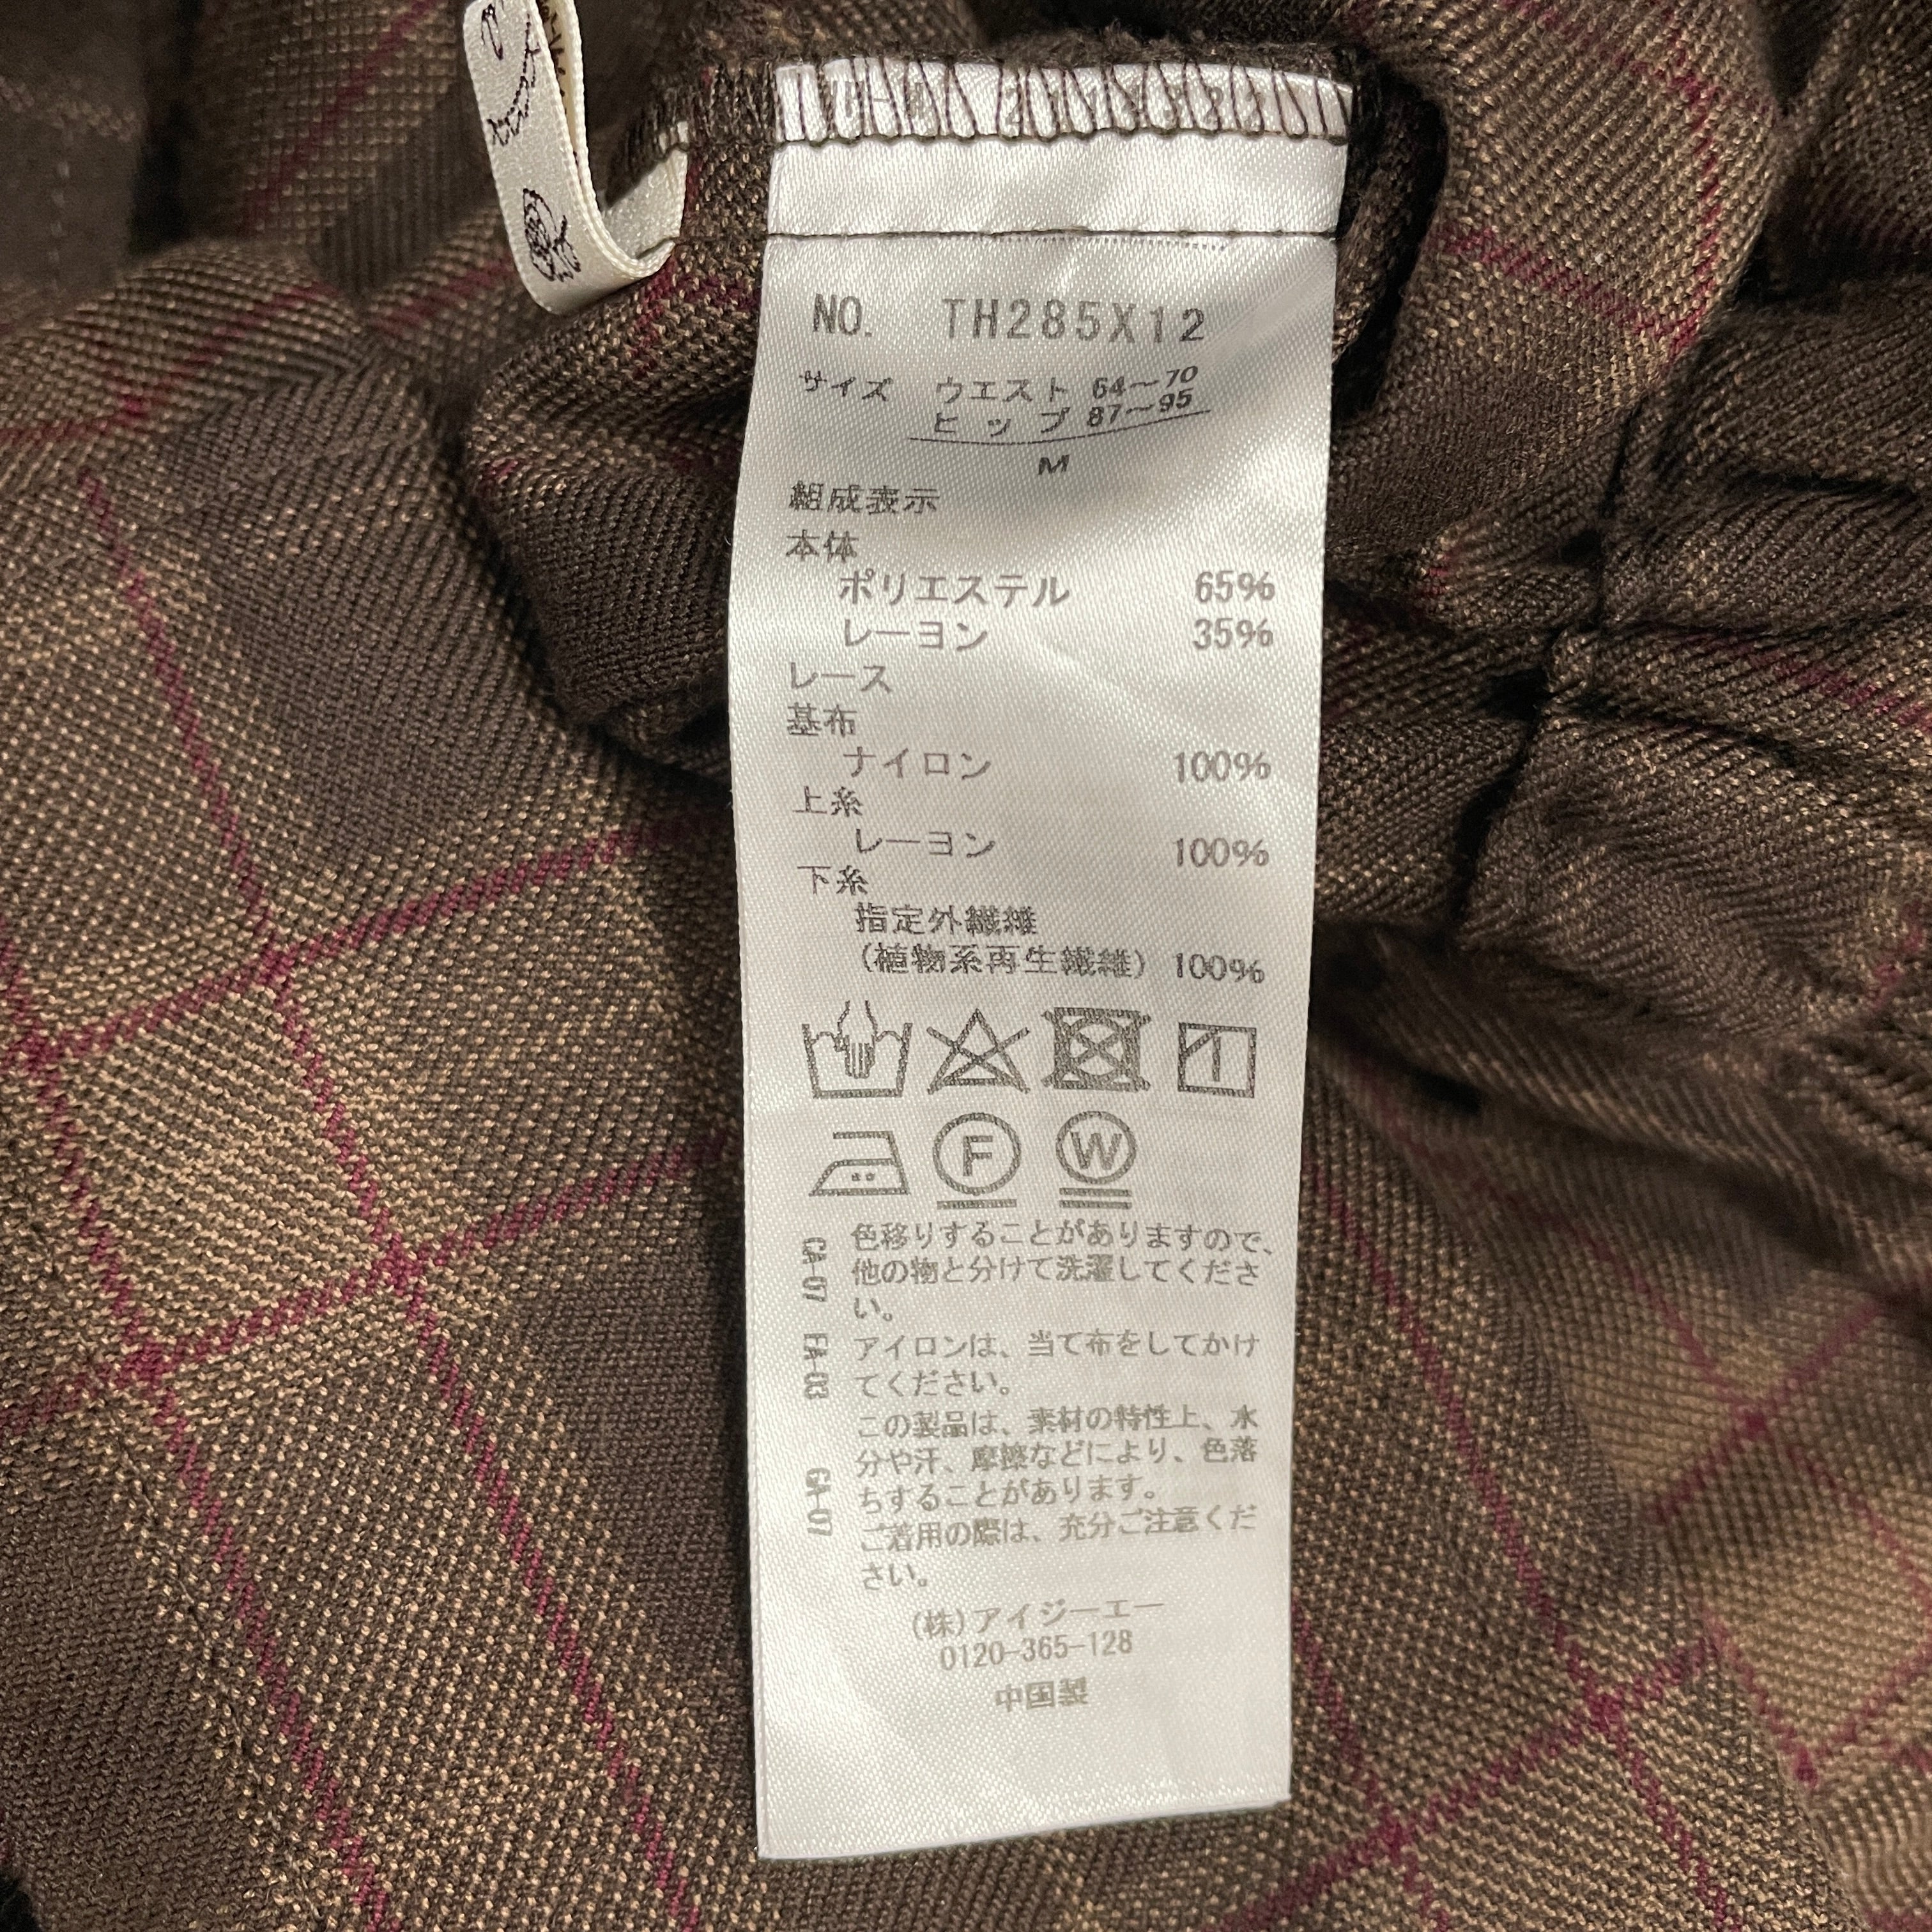 NO. TH285X12
サイズ ウエスト 64～70
ヒップ 87～95
M
組成表示
本体
ポリエステル 65%
レーヨン 35%
レース
基布
ナイロン 100%
上糸
レーヨン 100%
下糸
指定外繊維
(植物系再生繊維) 100%
F W
CA-07 色移りすることがありますので、
他の物と分けて洗濯してくださ
い。
EA-03 アイロンは、当て布をしてかけ
てください。
GA-07 この製品は、素材の特性上、水
分や汗、摩擦などにより、色落
ちすることがあります。
ご着用の際は、充分ご注意くだ
さい。
(株)アイジーエー
0120-365-128
中国製